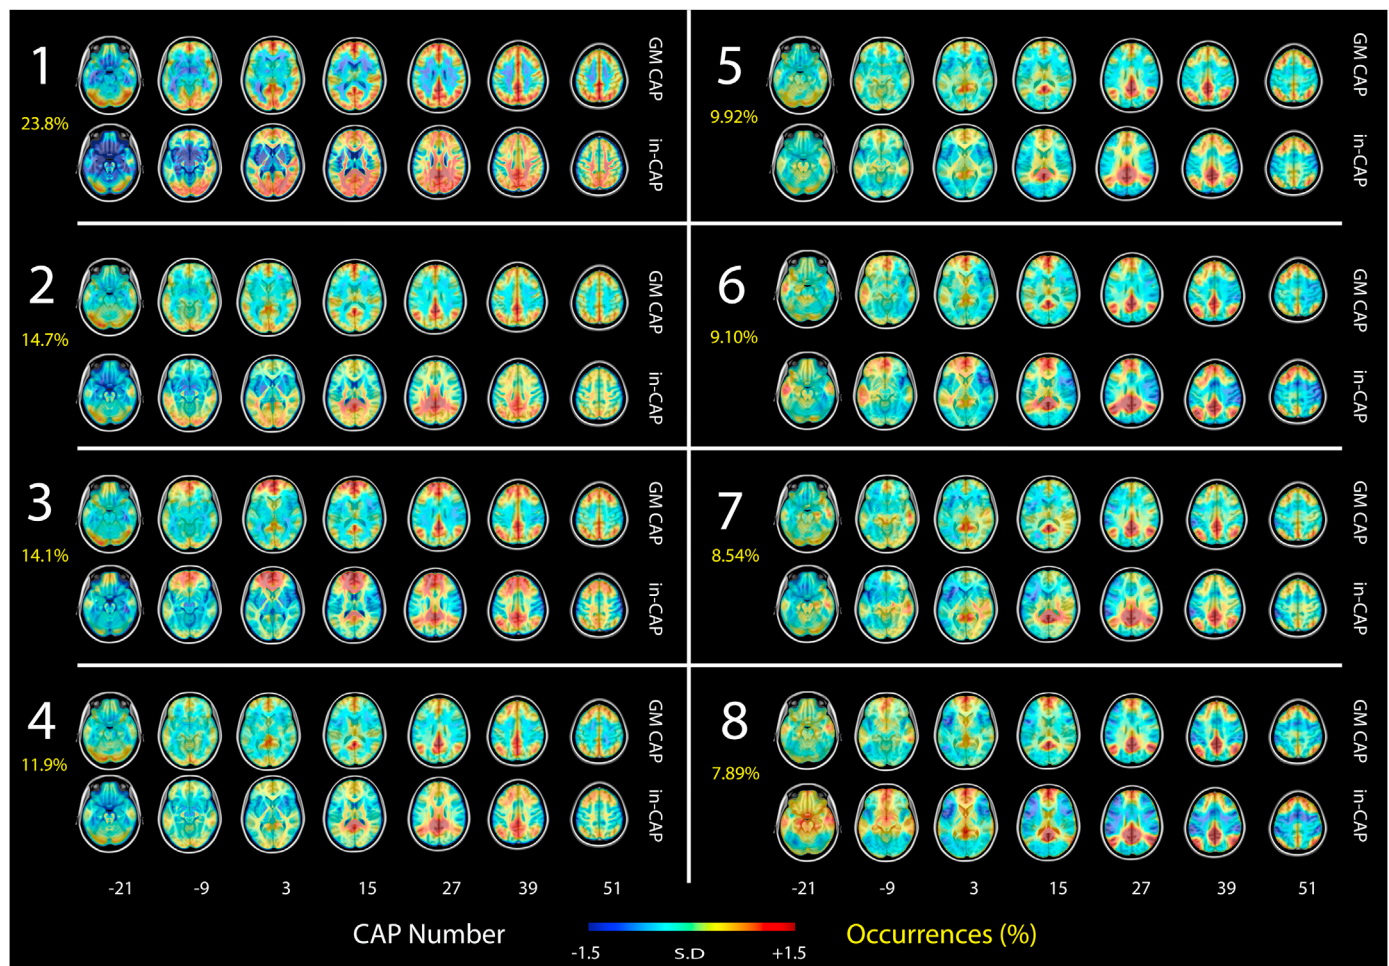 1
23.8%
GM CAP
in-CAP
2
14.7%
GM CAP
in-CAP
3
14.1%
GM CAP
in-CAP
4
11.9%
GM CAP
in-CAP
-21 -9 3 15 27 39 51
5
9.92%
GM CAP
in-CAP
6
9.10%
GM CAP
in-CAP
7
8.54%
GM CAP
in-CAP
8
7.89%
GM CAP
in-CAP
-21 -9 3 15 27 39 51
CAP Number
-1.5 S.D +1.5
Occurrences (%)